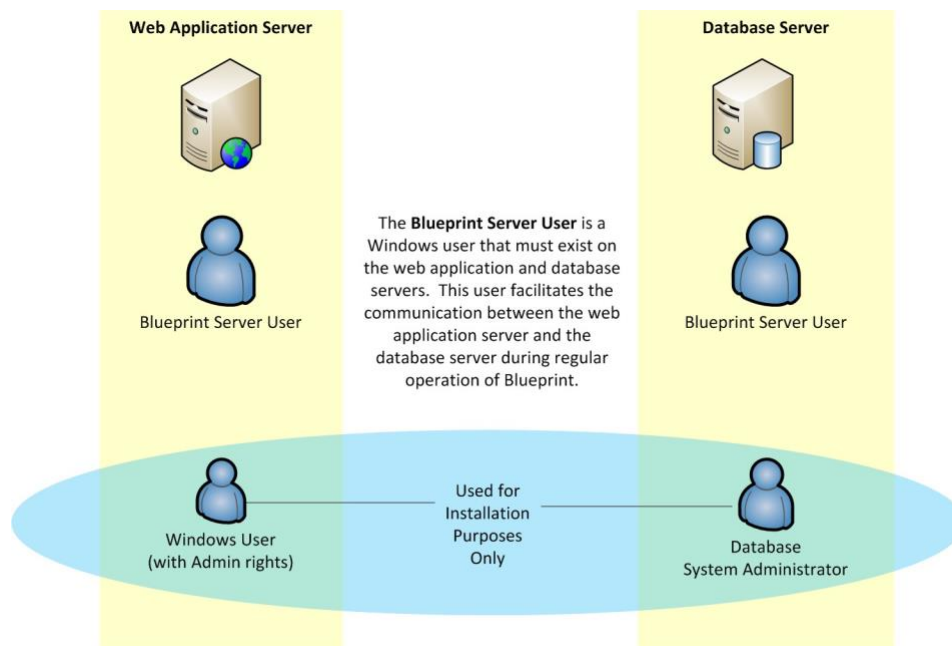 Web Application Server
Database Server
The Blueprint Server User is a
Windows user that must exist on
the web application and database
servers.  This user facilitates the
communication between the web
application server and the
database server during regular
operation of Blueprint.
Blueprint Server User
Blueprint Server User
Used for
Installation
Purposes
Only
Windows User
(with Admin rights)
Database
System Administrator